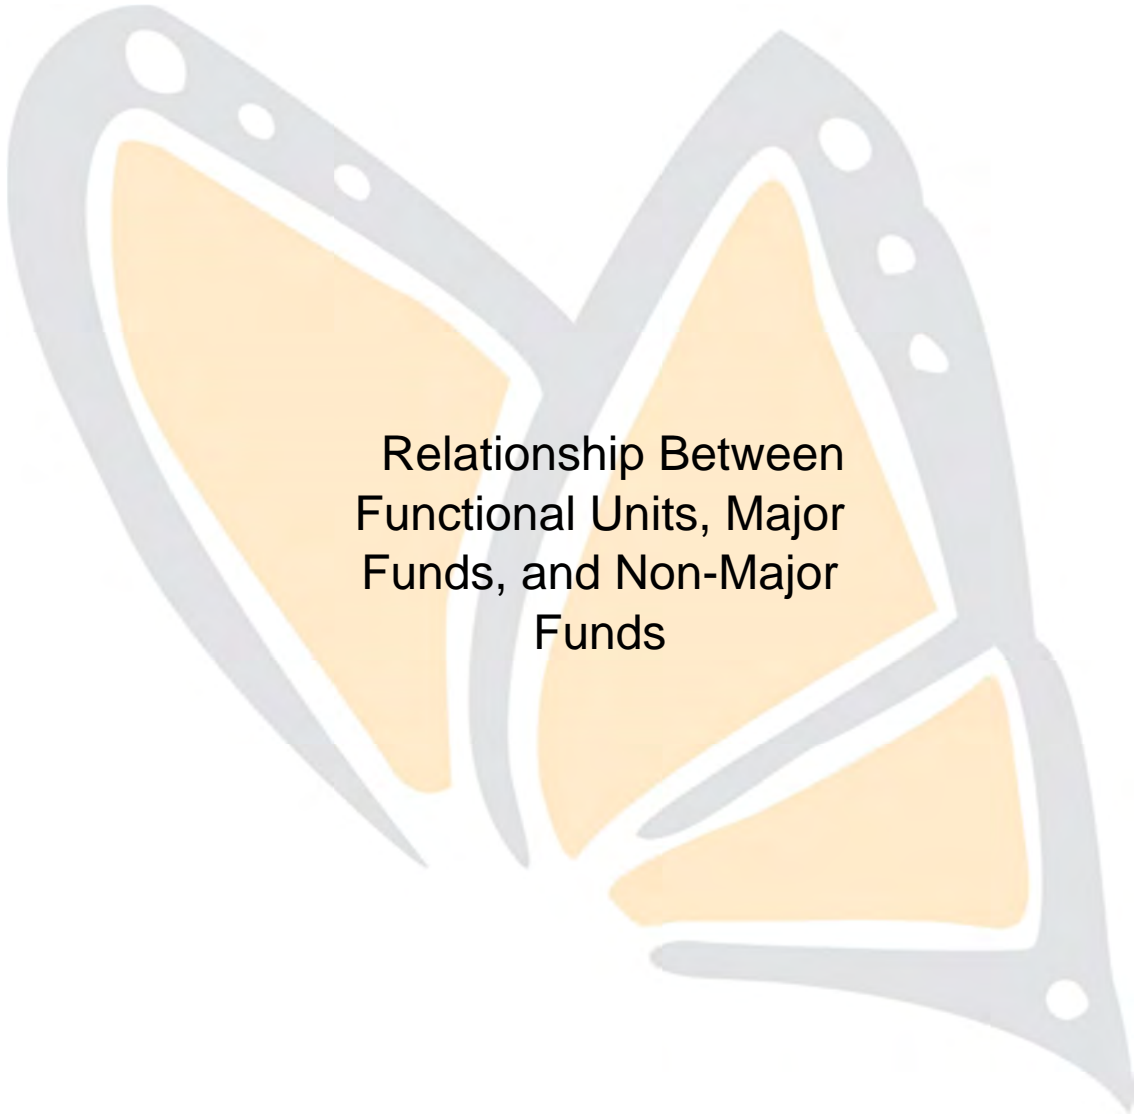 Relationship Between
Functional Units, Major
Funds, and Non-Major
Funds